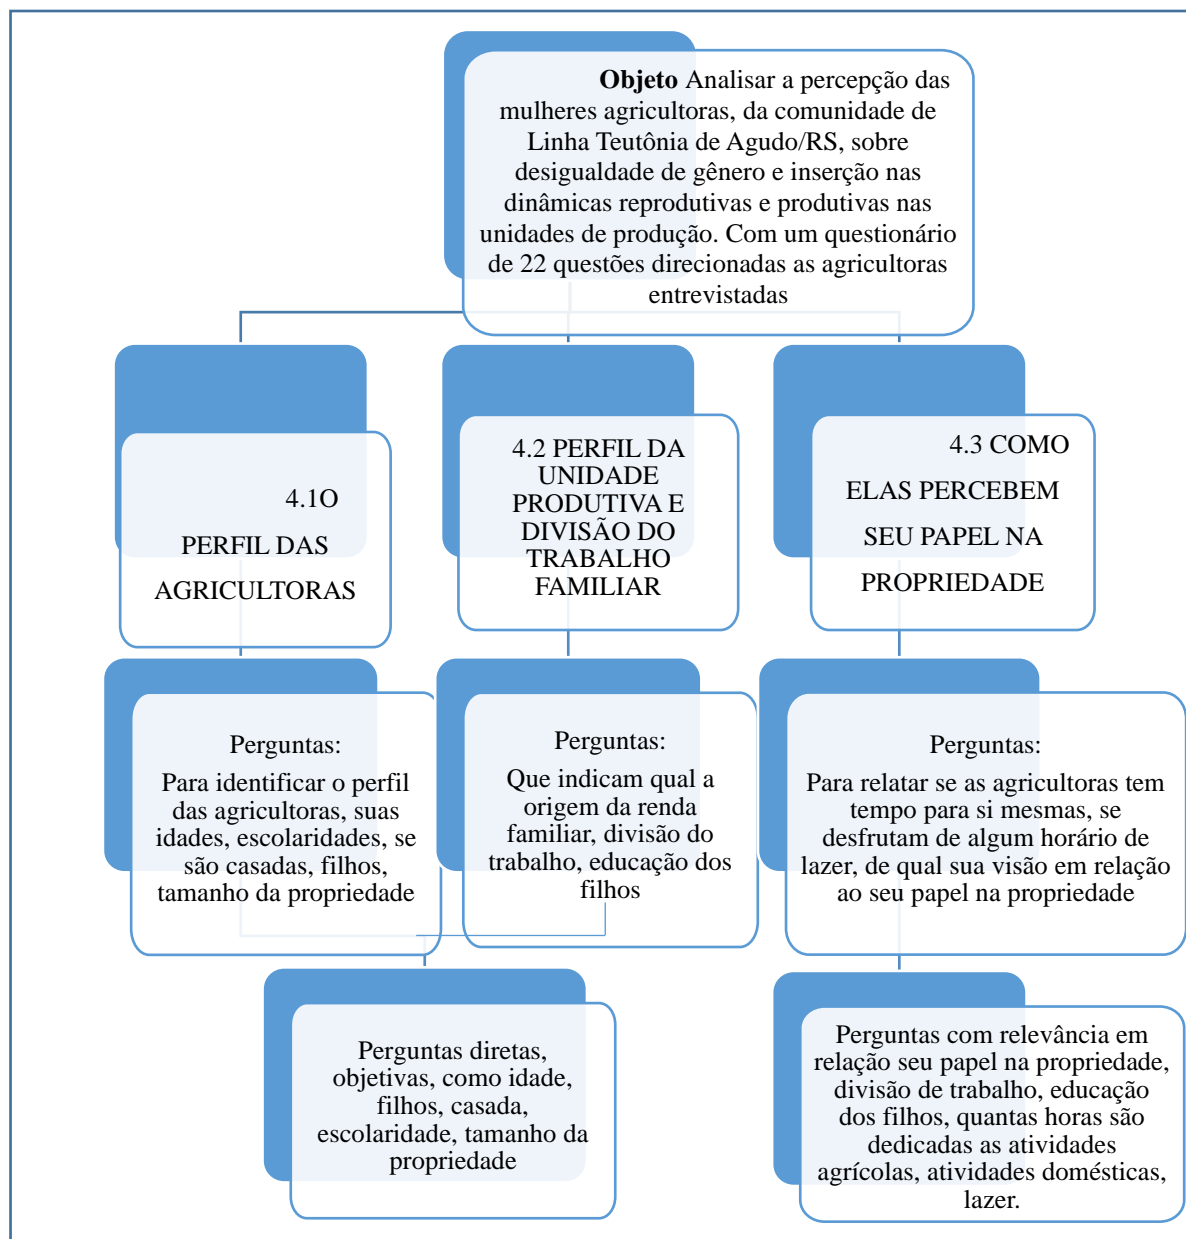 Objeto Analisar a percepção das
mulheres agricultoras, da comunidade de
Linha Teutônia de Agudo/RS, sobre
desigualdade de gênero e inserção nas
dinâmicas reprodutivas e produtivas nas
unidades de produção. Com um questionário
de 22 questões direcionadas as agricultoras
entrevistadas
4.1O
PERFIL DAS
AGRICULTORAS
4.2 PERFIL DA
UNIDADE
PRODUTIVA E
DIVISÃO DO
TRABALHO
FAMILIAR
4.3 COMO
ELAS PERCEBEM
SEU PAPEL NA
PROPRIEDADE
Perguntas:
Para identificar o perfil
das agricultoras, suas
idades, escolaridades, se
são casadas, filhos,
tamanho da propriedade
Perguntas:
Que indicam qual a
origem da renda
familiar, divisão do
trabalho, educação dos
filhos
Perguntas:
Para relatar se as agricultoras tem
tempo para si mesmas, se
desfrutam de algum horário de
lazer, de qual sua visão em relação
ao seu papel na propriedade
Perguntas diretas,
objetivas, como idade,
filhos, casada,
escolaridade, tamanho da
propriedade
Perguntas com relevância em
relação seu papel na propriedade,
divisão de trabalho, educação
dos filhos, quantas horas são
dedicadas as atividades
agrícolas, atividades domésticas,
lazer.